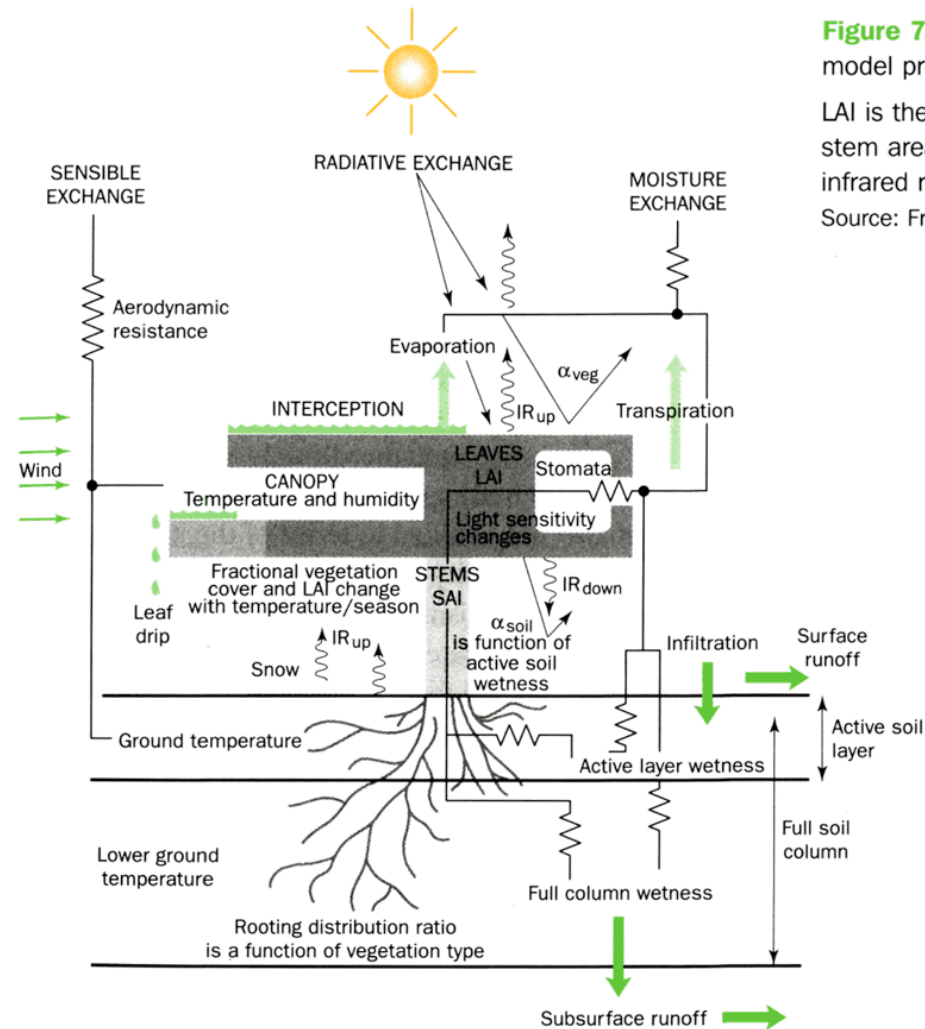 Figure 7
model pr
LAI is the
stem area
infrared r
Source: Fr
SENSIBLE
EXCHANGE
RADIATIVE EXCHANGE
MOISTURE
EXCHANGE
Aerodynamic
resistance
Evaporation
αveg
IRup
Transpiration
INTERCEPTION
Wind
LEAVES
LAI
Stomata
CANOPY
Temperature and humidity
Light sensitivity
changes
Fractional vegetation
cover and LAI change
with temperature/season
STEMS
SAI
IRdown
Leaf
drip
αsoil
is function of
active soil
wetness
IRup
Snow
Infiltration
Surface
runoff
Ground temperature
Active layer wetness
Active soil
layer
Full soil
column
Lower ground
temperature
Full column wetness
Rooting distribution ratio
is a function of vegetation type
Subsurface runoff